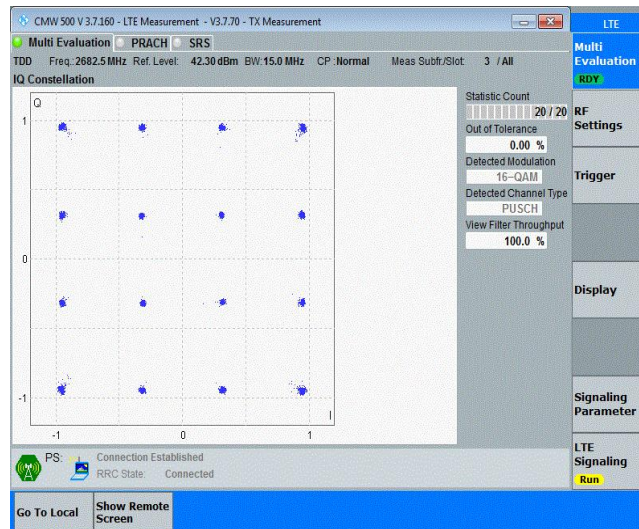 CMW 500 V 3.7.160 - LTE Measurement - V3.7.70 - TX Measurement
LTE
Multi Evaluation PRACH SRS
TDD Freg.:2682.5 MHz Ref. Level: 42.30 dBm BW:15.0 MHz CP :Normal Meas Subfr./Slot: 3 / All
IQ Constellation
Multi
Evaluation
RDY
Statistic Count
20 / 20
Out of Tolerance
0.00 %
Detected Modulation
16-QAM
Detected Channel Type
PUSCH
View Filter Throughput
100.0 %
Q
1
0
-1
I
-1 0 1
RF
Settings
Trigger
Display
Signaling
Parameter
LTE
Signaling
Run
PS: Connection Established
RRC State: Connected
Go To Local
Show Remote
Screen